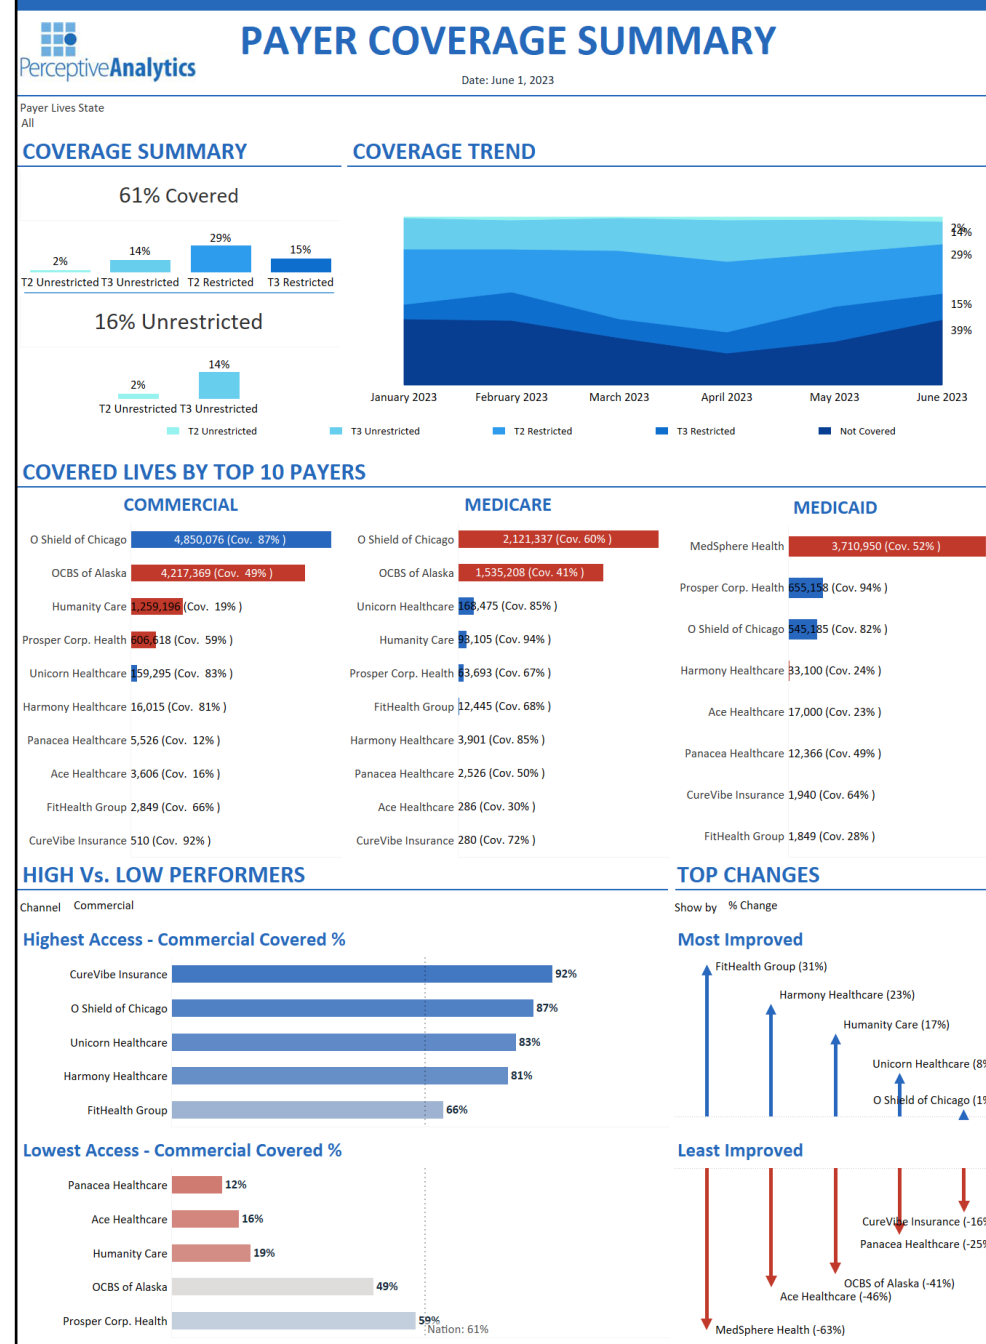 PAYER COVERAGE SUMMARY
PerceptiveAnalytics
Date: June 1, 2023
Payer Lives State
All
COVERAGE SUMMARY
61% Covered
2%
14%
29%
15%
T2 Unrestricted T3 Unrestricted T2 Restricted T3 Restricted
16% Unrestricted
2%
14%
T2 Unrestricted T3 Unrestricted
COVERAGE TREND
2%
14%
29%
15%
39%
January 2023 February 2023 March 2023 April 2023 May 2023 June 2023
T2 Unrestricted T3 Unrestricted T2 Restricted T3 Restricted Not Covered
COVERED LIVES BY TOP 10 PAYERS
COMMERCIAL
O Shield of Chicago 4,850,076 (Cov. 87% )
OCBS of Alaska 4,217,369 (Cov. 49% )
Humanity Care 1,259,196 (Cov. 19% )
Prosper Corp. Health 606,618 (Cov. 59% )
Unicorn Healthcare 159,295 (Cov. 83% )
Harmony Healthcare 16,015 (Cov. 81% )
Panacea Healthcare 5,526 (Cov. 12% )
Ace Healthcare 3,606 (Cov. 16% )
FitHealth Group 2,849 (Cov. 66% )
CureVibe Insurance 510 (Cov. 92% )
MEDICARE
O Shield of Chicago 2,121,337 (Cov. 60% )
OCBS of Alaska 1,535,208 (Cov. 41% )
Unicorn Healthcare 168,475 (Cov. 85% )
Humanity Care 93,105 (Cov. 94% )
Prosper Corp. Health 63,693 (Cov. 67% )
FitHealth Group 12,445 (Cov. 68% )
Harmony Healthcare 3,901 (Cov. 85% )
Panacea Healthcare 2,526 (Cov. 50% )
Ace Healthcare 286 (Cov. 30% )
CureVibe Insurance 280 (Cov. 72% )
MEDICAID
MedSphere Health 3,710,950 (Cov. 52% )
Prosper Corp. Health 655,158 (Cov. 94% )
O Shield of Chicago 545,185 (Cov. 82% )
Harmony Healthcare 33,100 (Cov. 24% )
Ace Healthcare 17,000 (Cov. 23% )
Panacea Healthcare 12,366 (Cov. 49% )
CureVibe Insurance 1,940 (Cov. 64% )
FitHealth Group 1,849 (Cov. 28% )
HIGH Vs. LOW PERFORMERS
Channel Commercial
Highest Access - Commercial Covered %
CureVibe Insurance 92%
O Shield of Chicago 87%
Unicorn Healthcare 83%
Harmony Healthcare 81%
FitHealth Group 66%
Lowest Access - Commercial Covered %
Panacea Healthcare 12%
Ace Healthcare 16%
Humanity Care 19%
OCBS of Alaska 49%
Prosper Corp. Health 59%
Nation: 61%
TOP CHANGES
Show by % Change
Most Improved
FitHealth Group (31%)
Harmony Healthcare (23%)
Humanity Care (17%)
Unicorn Healthcare (8%
O Shield of Chicago (1%
Least Improved
CureVibe Insurance (-16%
Panacea Healthcare (-25%
OCBS of Alaska (-41%)
Ace Healthcare (-46%)
MedSphere Health (-63%)